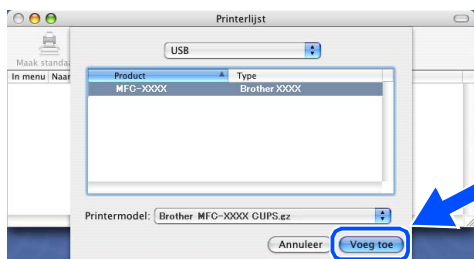 Printerlijst
USB
Maak standa
In menu Naar
Product Type
MFC-XXXX Brother XXXX
Printermodel: Brother MFC-XXXX CUPS.gz
Annuleer Voeg toe